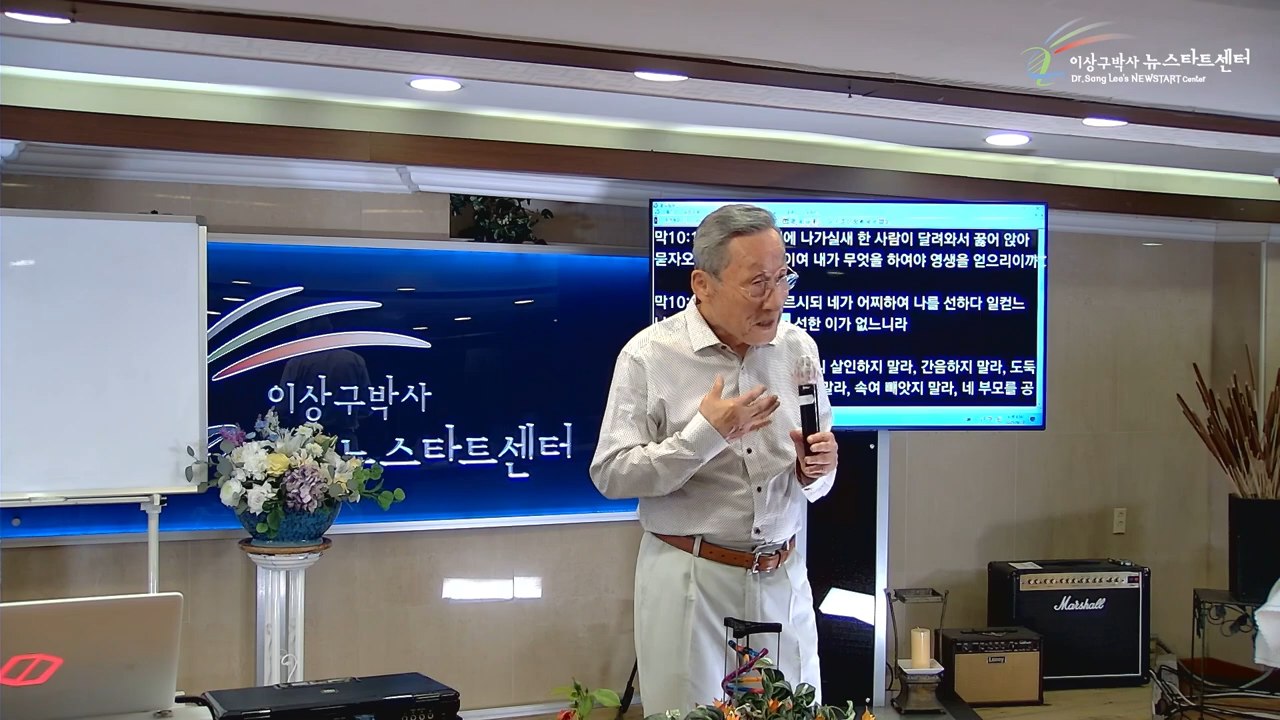 이상구박사 뉴스타트센터
Dr. Sang Lee's NEWSTART Center
막10:1 에 나가실새 한 사람이 달려와서 꿇어 앉아
묻자오 이여 내가 무엇을 하여야 영생을 얻으리이까
막10: 르시되 네가 어찌하여 나를 선하다 일컫느
선한 이가 없느니라
살인하지 말라, 간음하지 말라, 도둑
말라, 속여 빼앗지 말라, 네 부모를 공
이상구박사
뉴스타트센터
Marshall
Laney